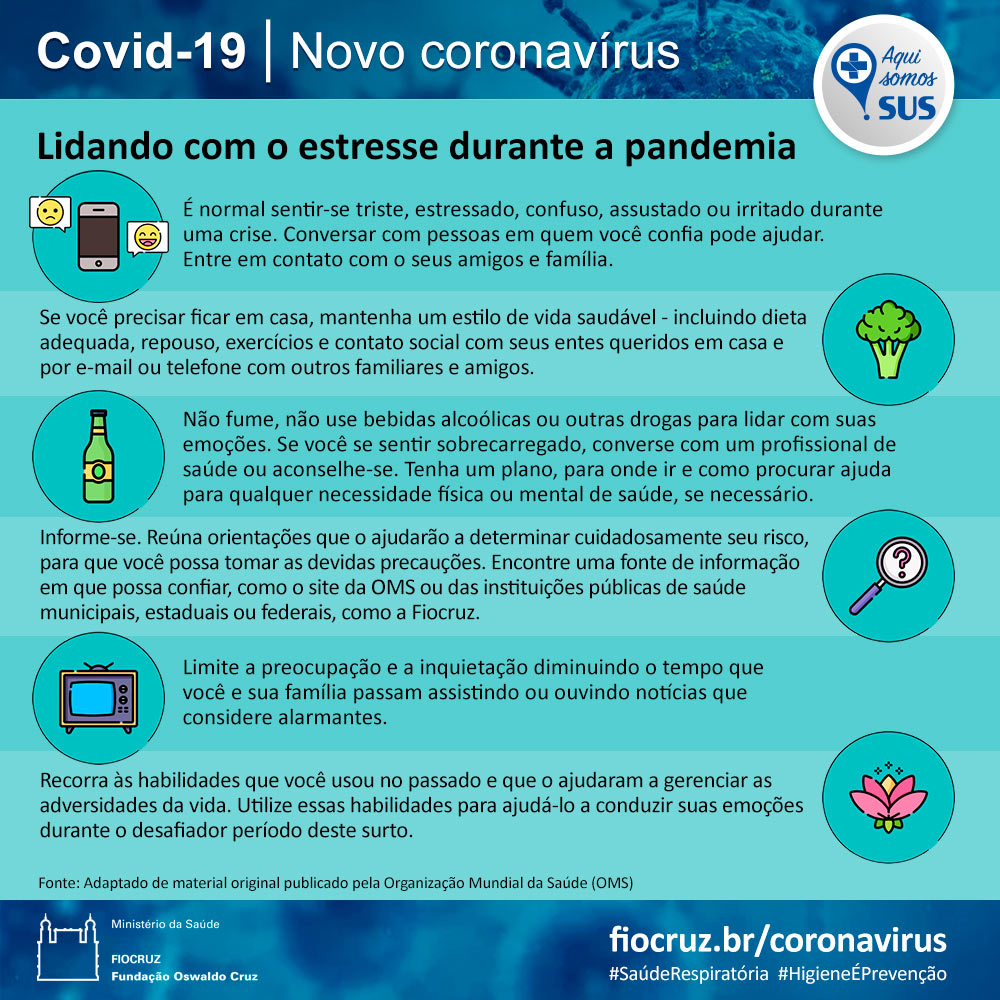 Covid-19 | Novo coronavírus
Aqui
somos
SUS
Lidando com o estresse durante a pandemia
É normal sentir-se triste, estressado, confuso, assustado ou irritado durante
uma crise. Conversar com pessoas em quem você confia pode ajudar.
Entre em contato com o seus amigos e família.
Se você precisar ficar em casa, mantenha um estilo de vida saudável - incluindo dieta
adequada, repouso, exercícios e contato social com seus entes queridos em casa e
por e-mail ou telefone com outros familiares e amigos.
Não fume, não use bebidas alcoólicas ou outras drogas para lidar com suas
emoções. Se você se sentir sobrecarregado, converse com um profissional de
saúde ou aconselhe-se. Tenha um plano, para onde ir e como procurar ajuda
para qualquer necessidade física ou mental de saúde, se necessário.
Informe-se. Reúna orientações que o ajudarão a determinar cuidadosamente seu risco,
para que você possa tomar as devidas precauções. Encontre uma fonte de informação
em que possa confiar, como o site da OMS ou das instituições públicas de saúde
municipais, estaduais ou federais, como a Fiocruz.
?
Limite a preocupação e a inquietação diminuindo o tempo que
você e sua família passam assistindo ou ouvindo notícias que
considere alarmantes.
Recorra às habilidades que você usou no passado e que o ajudaram a gerenciar as
adversidades da vida. Utilize essas habilidades para ajudá-lo a conduzir suas emoções
durante o desafiador período deste surto.
Fonte: Adaptado de material original publicado pela Organização Mundial da Saúde (OMS)
Ministério da Saúde
FIOCRUZ
Fundação Oswaldo Cruz
fiocruz.br/coronavirus
#SaúdeRespiratória #HigieneÉPrevenção